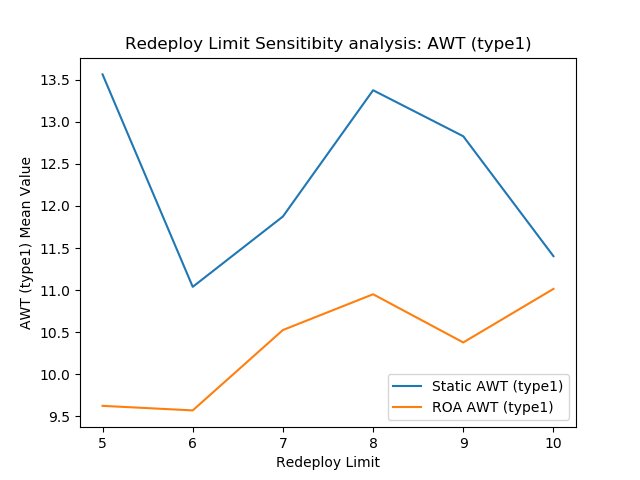 Redeploy Limit Sensitibity analysis: AWT (type1)
AWT (type1) Mean Value
13.5
13.0
12.5
12.0
11.5
11.0
10.5
10.0
9.5
Static AWT (type1)
ROA AWT (type1)
5 6 7 8 9 10
Redeploy Limit